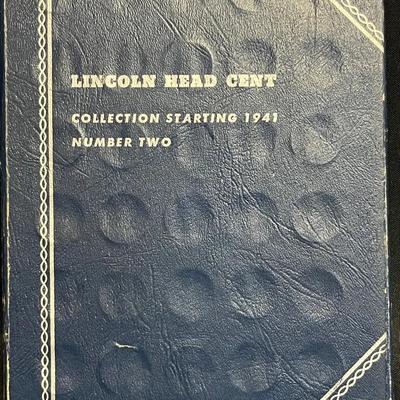 LINCOLN HEAD CENT
COLLECTION STARTING 1941
NUMBER TWO